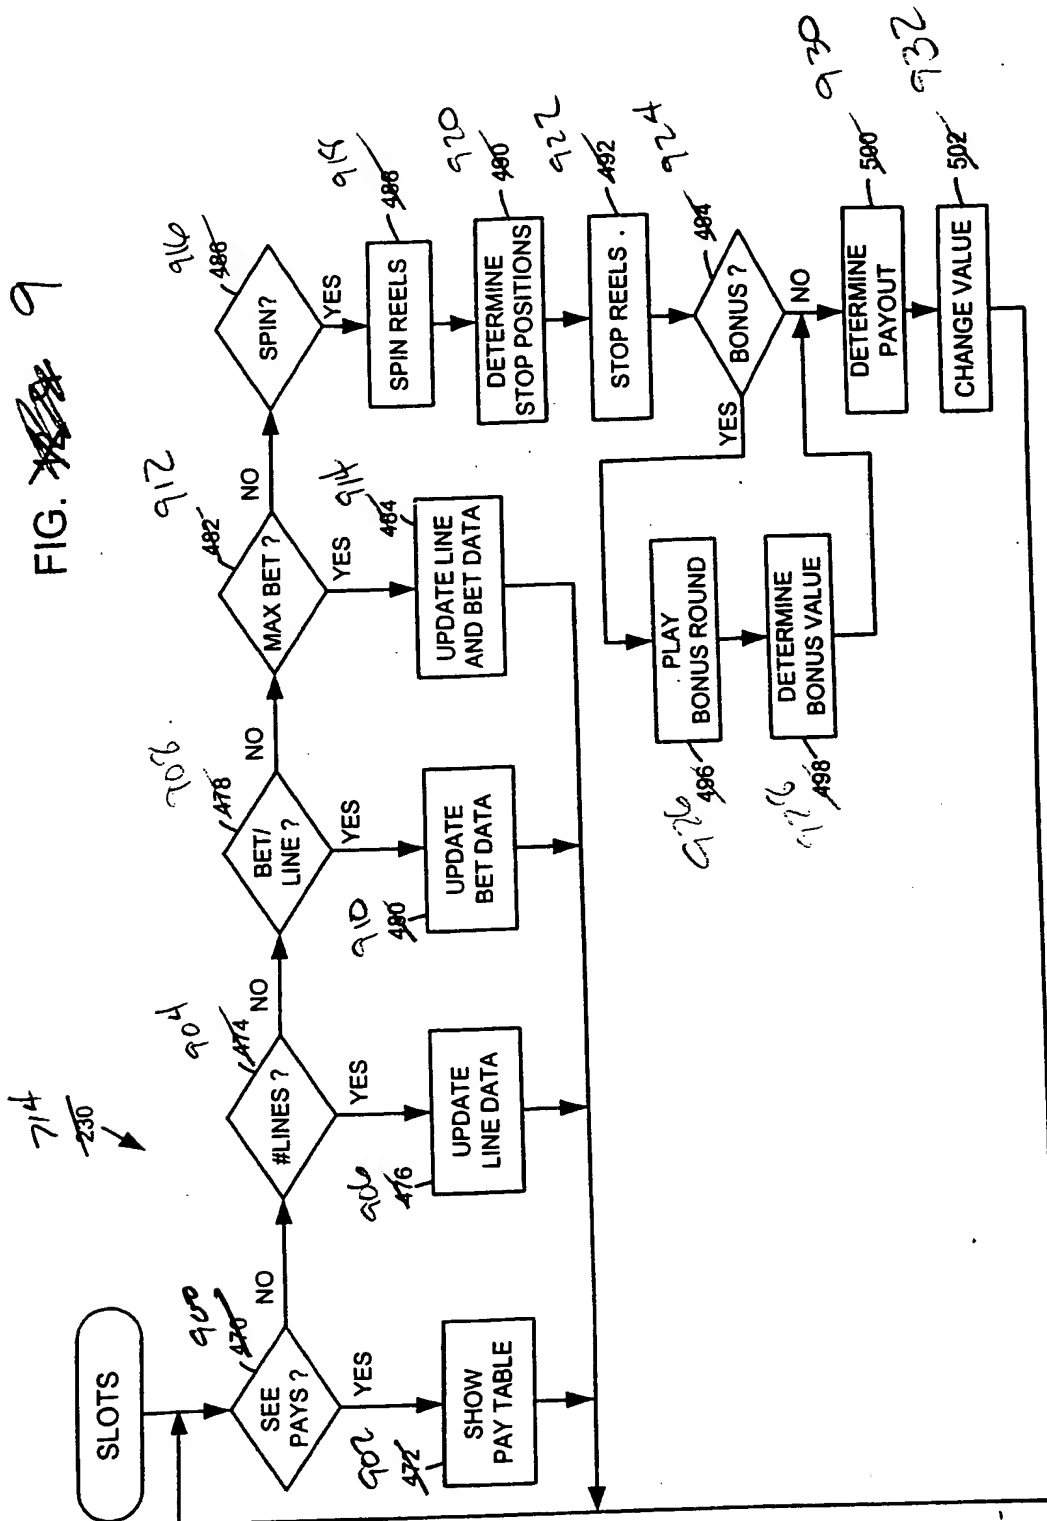 FIG. 9
714
230
SLOTS
900
470
SEE
PAYS ?
NO
YES
902
472
SHOW
PAY TABLE
904
474
#LINES ?
NO
YES
906
476
UPDATE
LINE DATA
908
478
BET/
LINE ?
NO
YES
910
480
UPDATE
BET DATA
912
482
MAX BET ?
NO
YES
914
484
UPDATE LINE
AND BET DATA
916
486
SPIN?
YES
918
488
SPIN REELS
920
490
DETERMINE
STOP POSITIONS
922
492
STOP REELS .
924
494
BONUS ?
YES
NO
926
496
PLAY
BONUS ROUND
928
498
DETERMINE
BONUS VALUE
930
500
DETERMINE
PAYOUT
932
502
CHANGE VALUE